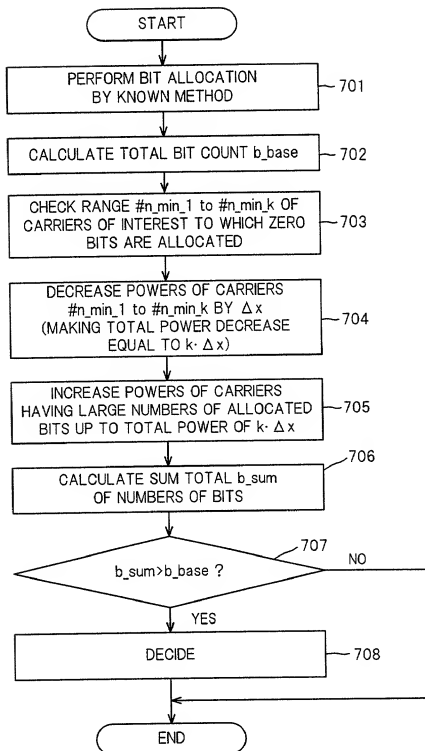 START
PERFORM BIT ALLOCATION
BY KNOWN METHOD
701
CALCULATE TOTAL BIT COUNT b_base
702
CHECK RANGE #n_min_1 to #n_min_k OF
CARRIERS OF INTEREST TO WHICH ZERO
BITS ARE ALLOCATED
703
DECREASE POWERS OF CARRIERS
#n_min_1 to #n_min_k BY Δx
(MAKING TOTAL POWER DECREASE
EQUAL TO k· Δx)
704
INCREASE POWERS OF CARRIERS
HAVING LARGE NUMBERS OF ALLOCATED
BITS UP TO TOTAL POWER OF k· Δx
705
CALCULATE SUM TOTAL b_sum
OF NUMBERS OF BITS
706
b_sum>b_base ?
707
NO
YES
DECIDE
708
END